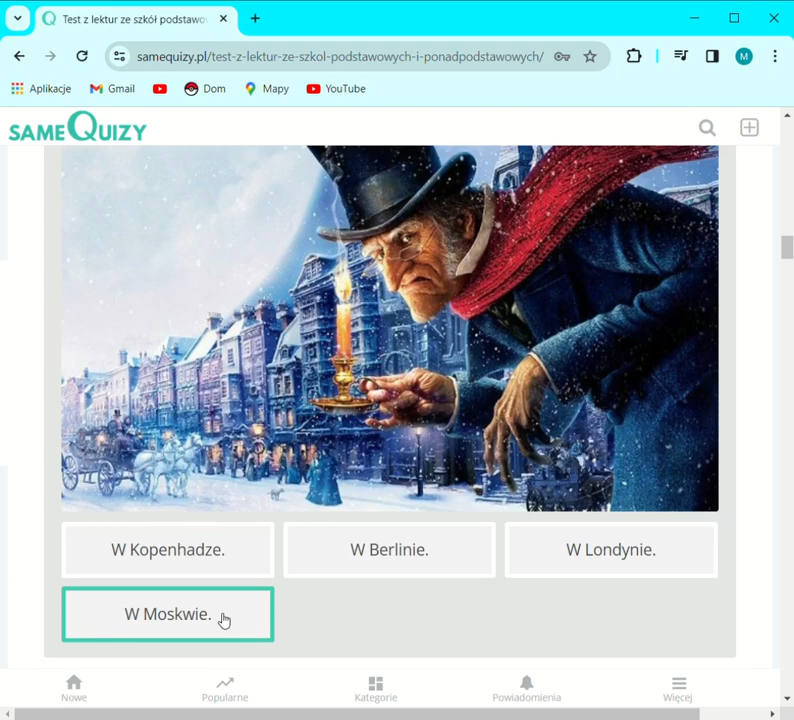 Test z lektur ze szkół podstawo
samequizy.pl/test-z-lektur-ze-szkol-podstawowych-i-ponadpodstawowych/
M
Aplikacje
Gmail
Dom
Mapy
YouTube
SAMEQUIZY
W Kopenhadze.
W Berlinie.
W Londynie.
W Moskwie.
Nowe
Popularne
Kategorie
Powiadomienia
Więcej